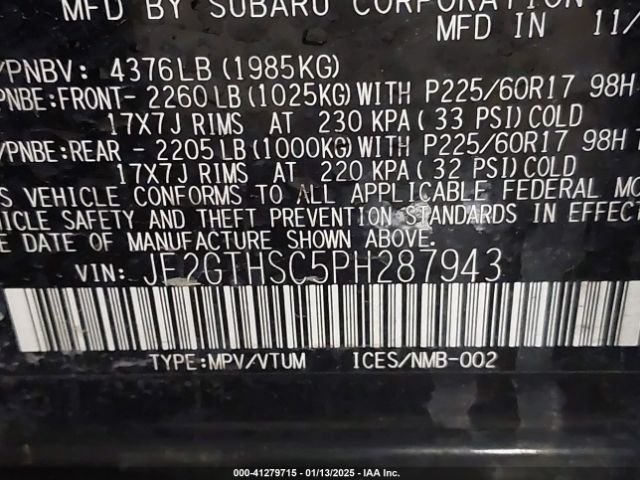 MFD BY SUBARU CORPORATION
MFD IN 11/
/PNBV: 4376LB (1985KG)
PNBE:FRONT- 2260LB (1025KG)WITH P225/60R17 98H
17X7J RIMS AT 230 KPA( 33 PSI)COLD
/PNBE:REAR - 2205LB (1000KG)WITH P225/60R17 98H
17X7J RIMS AT 220 KPA( 32 PSI)COLD
S VEHICLE CONFORMS TO ALL APPLICABLE FEDERAL MO
HICLE SAFETY AND THEFT PREVENTION STANDARDS IN EFFECT
E DATE OF MANUFACTURE SHOWN ABOVE.
VIN: JF2GTHSC5PH287943
TYPE:MPV/VTUM ICES/NMB-002
000-41279715 - 01/13/2025 - IAA Inc.